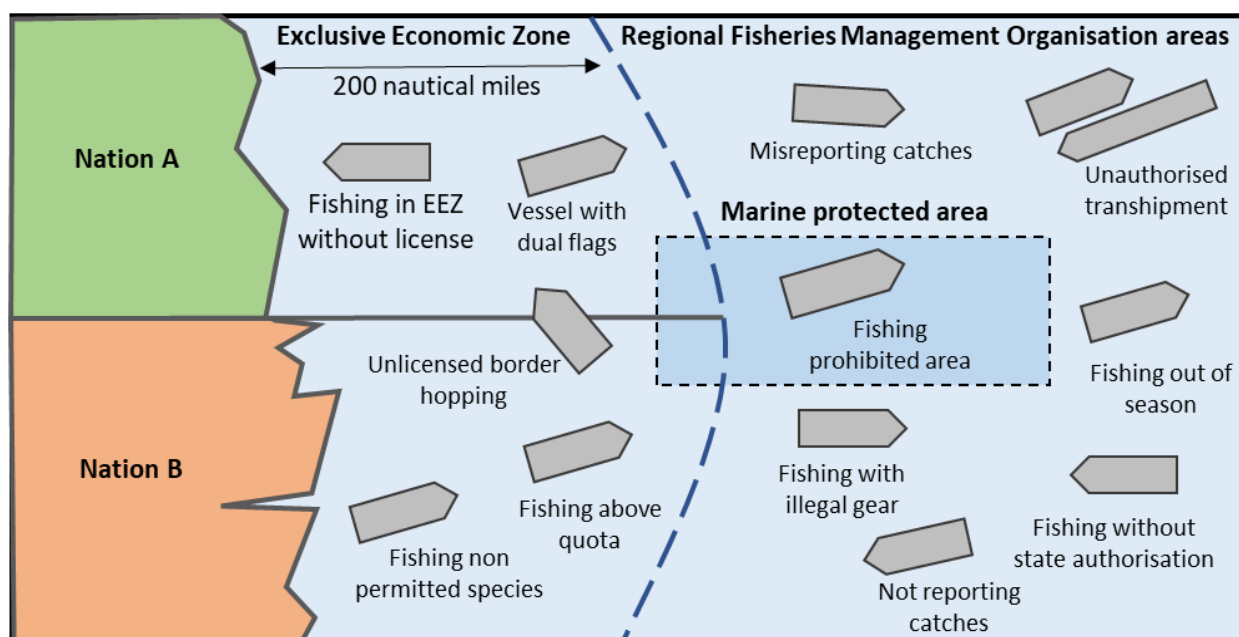 Exclusive Economic Zone
200 nautical miles
Regional Fisheries Management Organisation areas
Nation A
Fishing in EEZ
without license
Vessel with
dual flags
Misreporting catches
Unauthorised
transhipment
Marine protected area
Fishing
prohibited area
Unlicensed border
hopping
Fishing out of
season
Nation B
Fishing above
quota
Fishing non
permitted species
Fishing with
illegal gear
Fishing without
state authorisation
Not reporting
catches